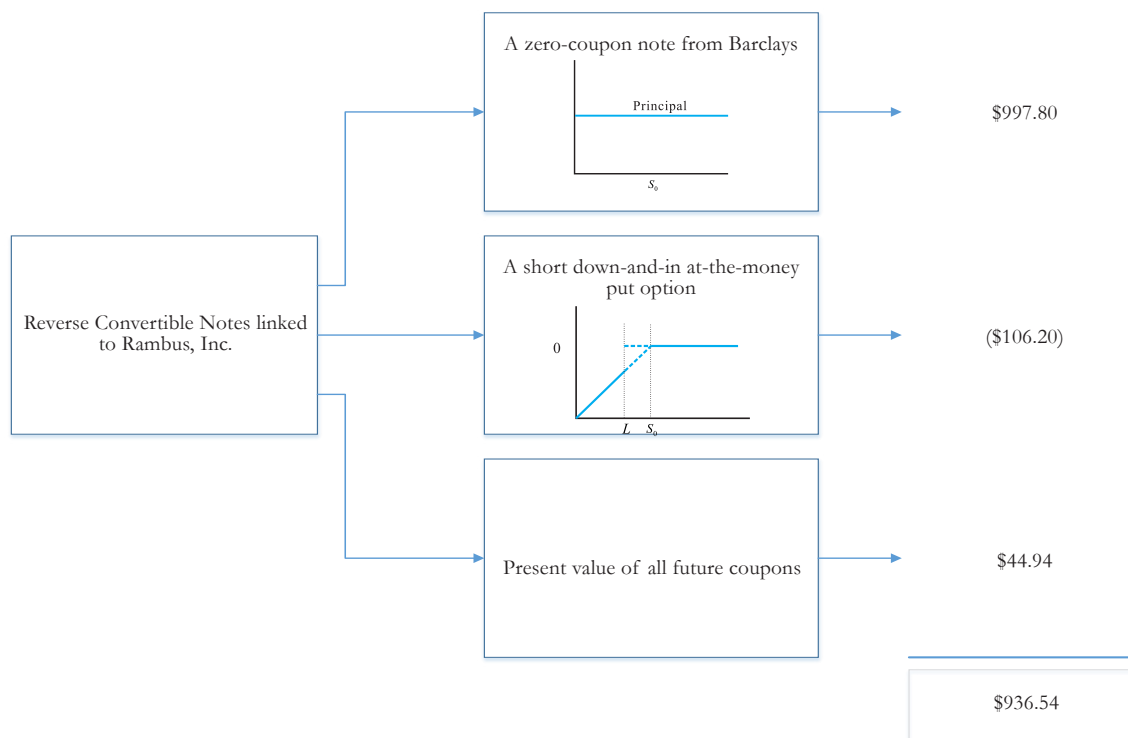 A zero-coupon note from Barclays
Principal
S₀
$997.80
Reverse Convertible Notes linked
to Rambus, Inc.
A short down-and-in at-the-money
put option
0
L S₀
($106.20)
Present value of all future coupons
$44.94
$936.54